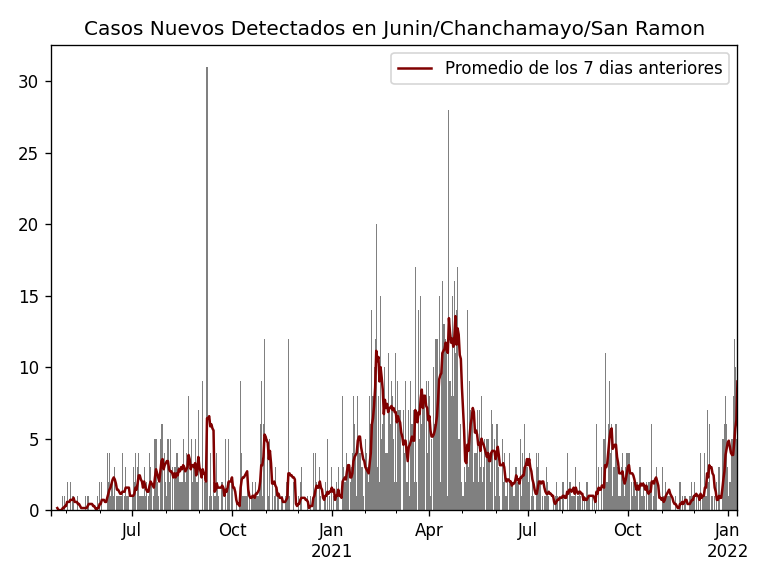 Casos Nuevos Detectados en Junin/Chanchamayo/San Ramon
Promedio de los 7 dias anteriores
30
25
20
15
10
5
0
Jul
Oct
Jan
2021
Apr
Jul
Oct
Jan
2022